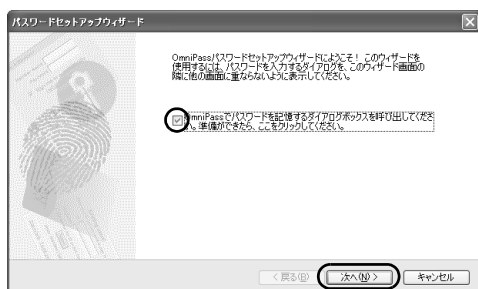 パスワードセットアップウィザード
OmniPassパスワードセットアップウィザードにようこそ！ このウィザードを
使用するには、パスワードを入力するダイアログを、このウィザード画面の
隣に他の画面に重ならないように表示してください。
OmniPassでパスワードを記憶するダイアログボックスを呼び出してくださ
い。準備ができたら、ここをクリックしてください。
< 戻る(B)
次へ(N) >
キャンセル